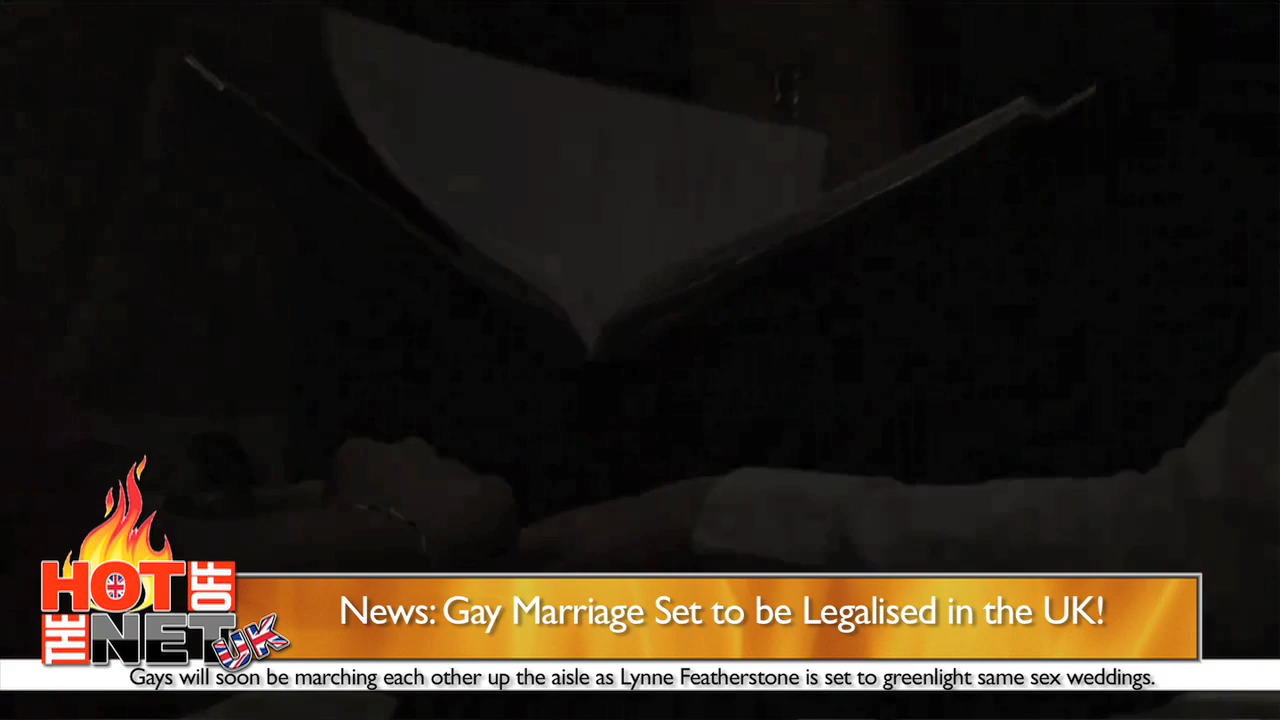 HOT OFF
THE NET UK
News: Gay Marriage Set to be Legalised in the UK!
Gays will soon be marching each other up the aisle as Lynne Featherstone is set to greenlight same sex weddings.